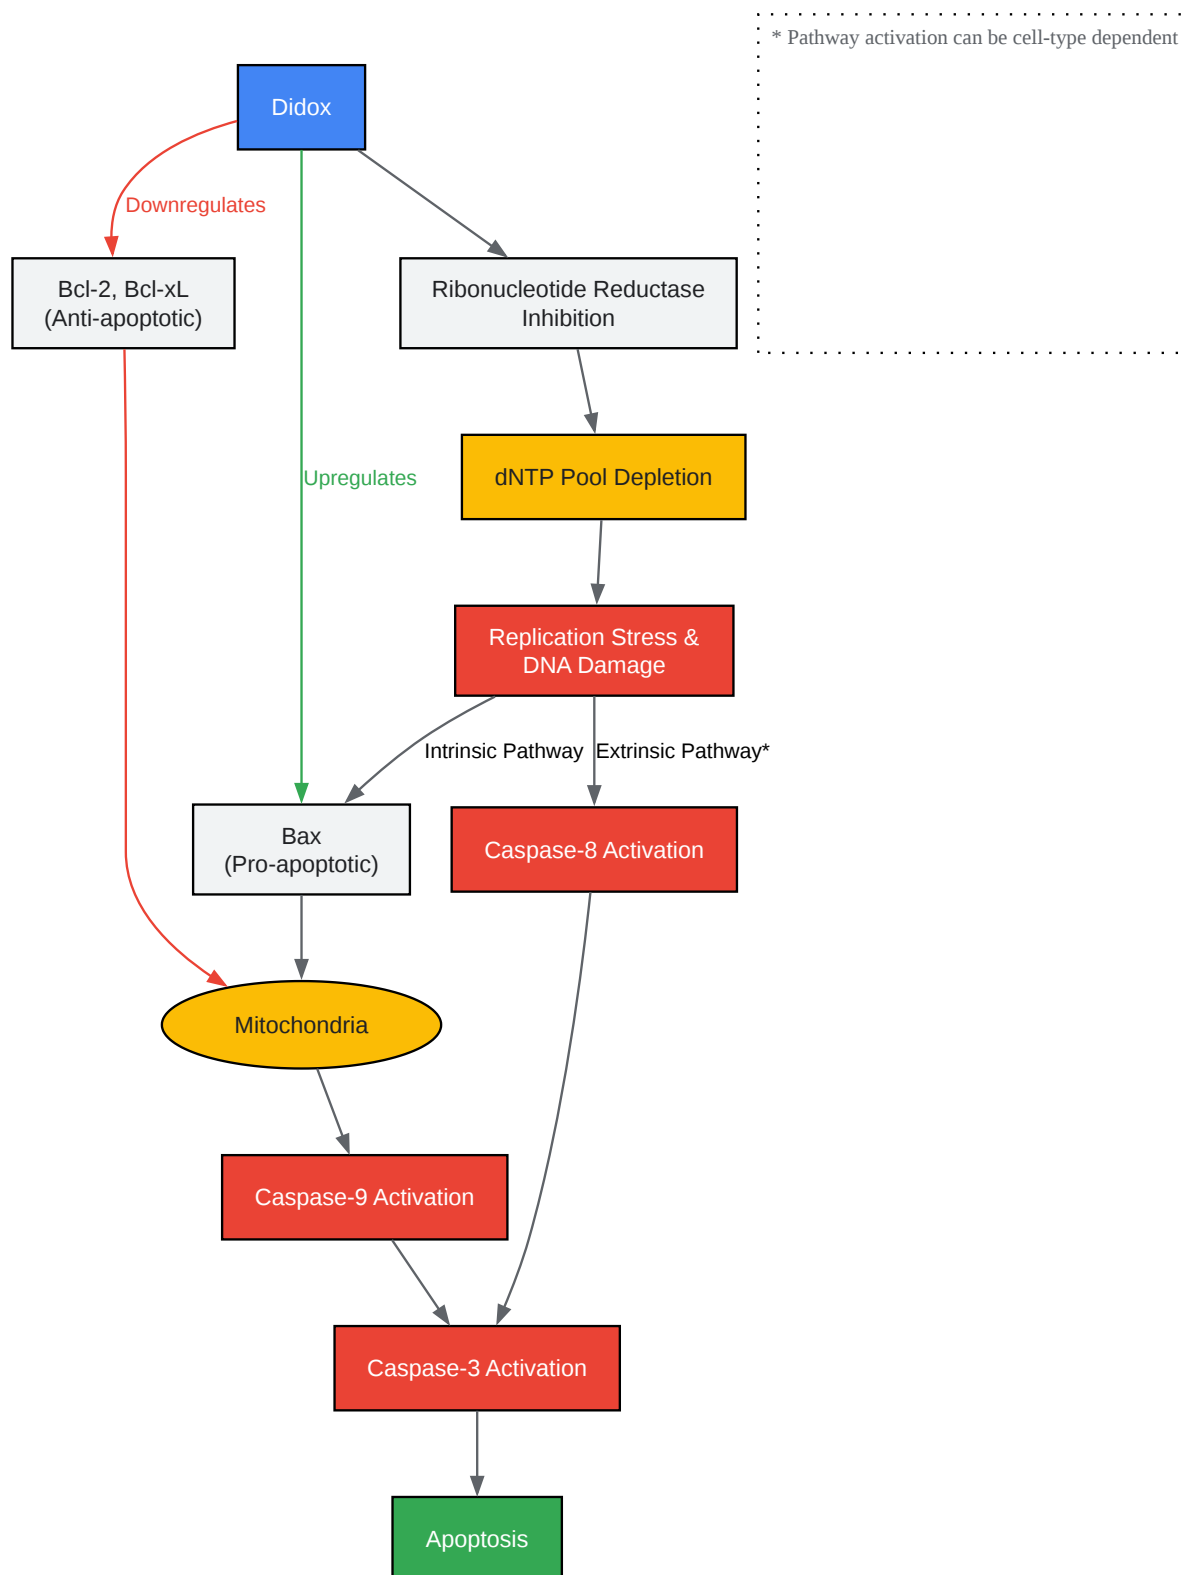 * Pathway activation can be cell-type dependent
Didox
Downregulates
Bcl-2, Bcl-xL
(Anti-apoptotic)
Ribonucleotide Reductase
Inhibition
Upregulates
dNTP Pool Depletion
Replication Stress &
DNA Damage
Intrinsic Pathway
Extrinsic Pathway*
Bax
(Pro-apoptotic)
Caspase-8 Activation
Mitochondria
Caspase-9 Activation
Caspase-3 Activation
Apoptosis